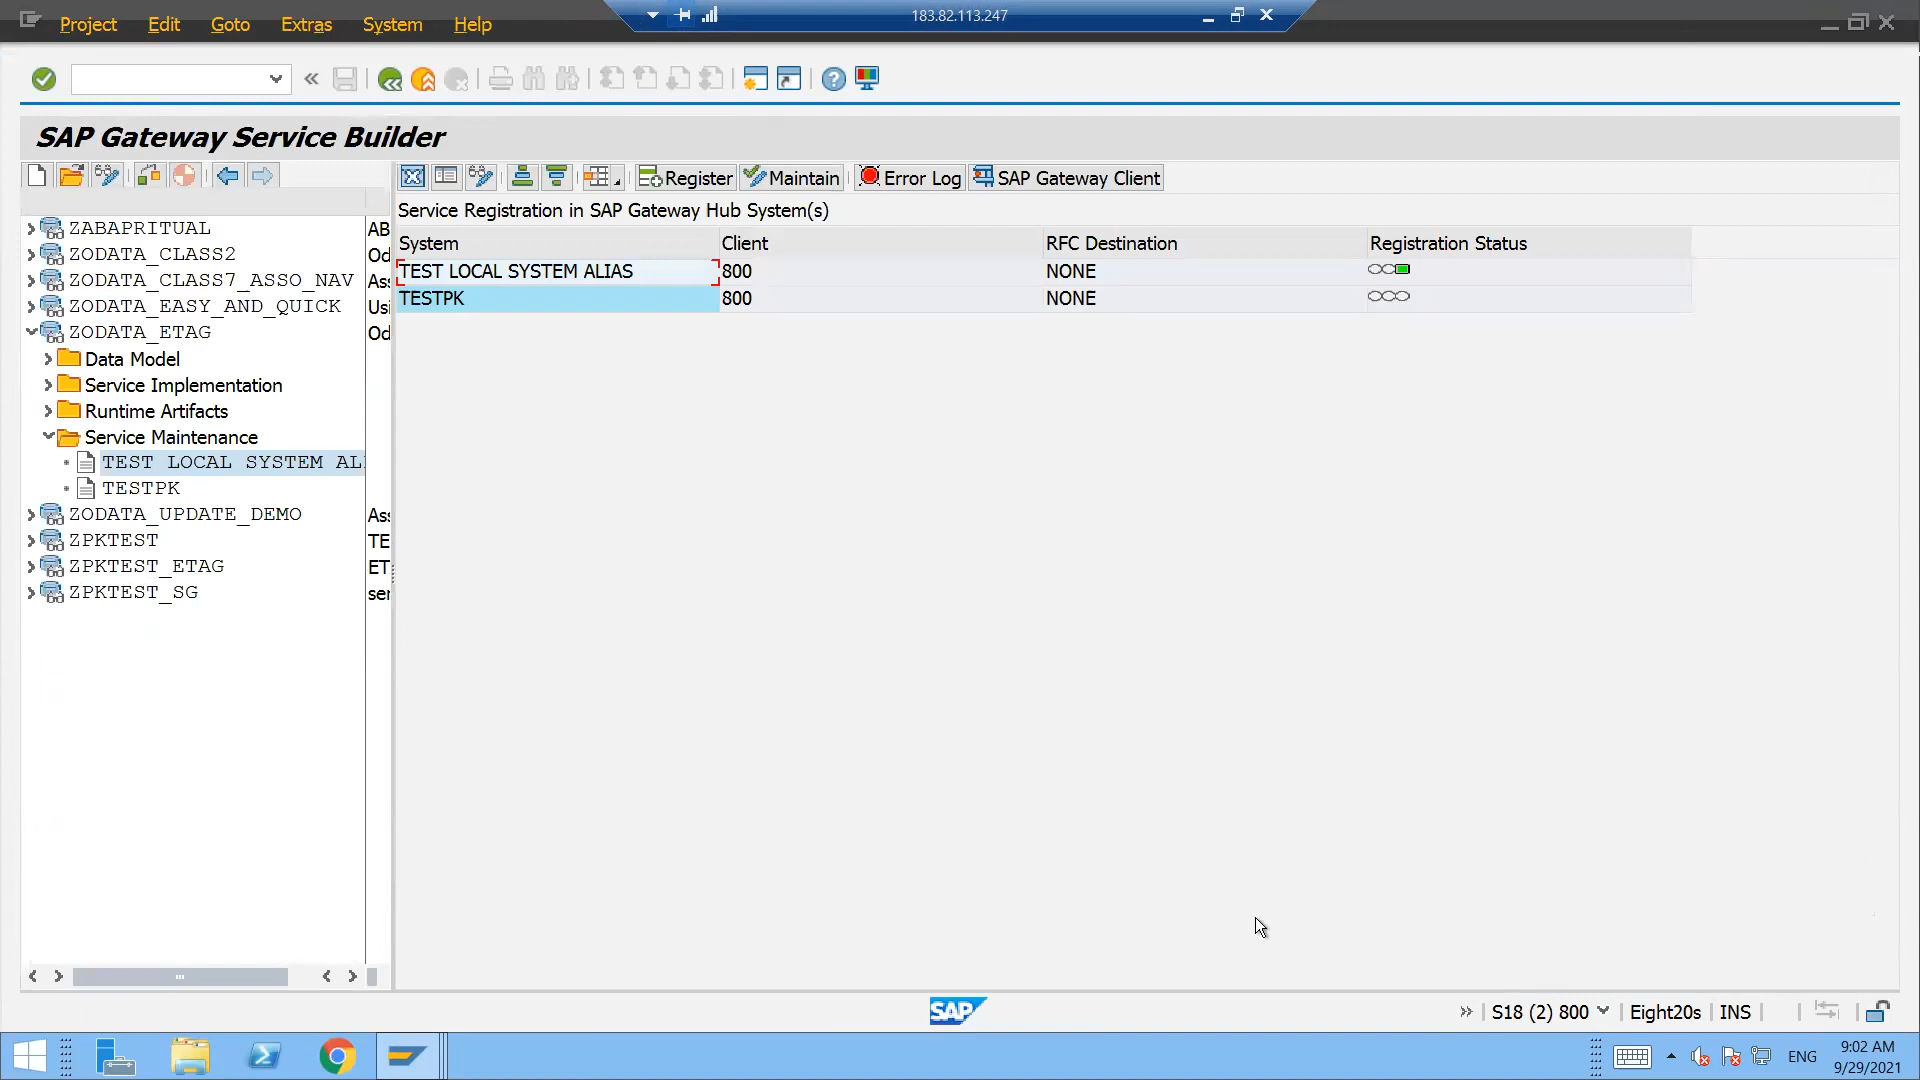 183.82.113.247
Project Edit Goto Extras System Help
SAP Gateway Service Builder
Register Maintain Error Log SAP Gateway Client
Service Registration in SAP Gateway Hub System(s)
System Client RFC Destination Registration Status
TEST LOCAL SYSTEM ALIAS 800 NONE
TESTPK 800 NONE
ZABAPRITUAL AB
ZODATA_CLASS2 Od
ZODATA_CLASS7_ASSO_NAV Ass
ZODATA_EASY_AND_QUICK Usi
ZODATA_ETAG Od
Data Model
Service Implementation
Runtime Artifacts
Service Maintenance
TEST LOCAL SYSTEM AL
TESTPK
ZODATA_UPDATE_DEMO Ass
ZPKTEST TE
ZPKTEST_ETAG ET
ZPKTEST_SG ser
SAP
S18 (2) 800 Eight20s INS
ENG
9:02 AM
9/29/2021